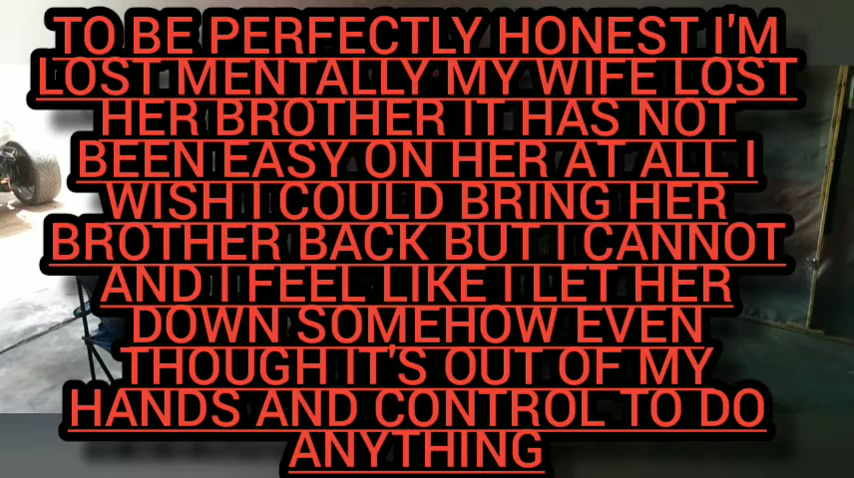 TO BE PERFECTLY HONEST I'M
LOST MENTALLY MY WIFE LOST
HER BROTHER IT HAS NOT
BEEN EASY ON HER AT ALL I
WISH I COULD BRING HER
BROTHER BACK BUT I CANNOT
AND I FEEL LIKE I LET HER
DOWN SOMEHOW EVEN
THOUGH IT'S OUT OF MY
HANDS AND CONTROL TO DO
ANYTHING